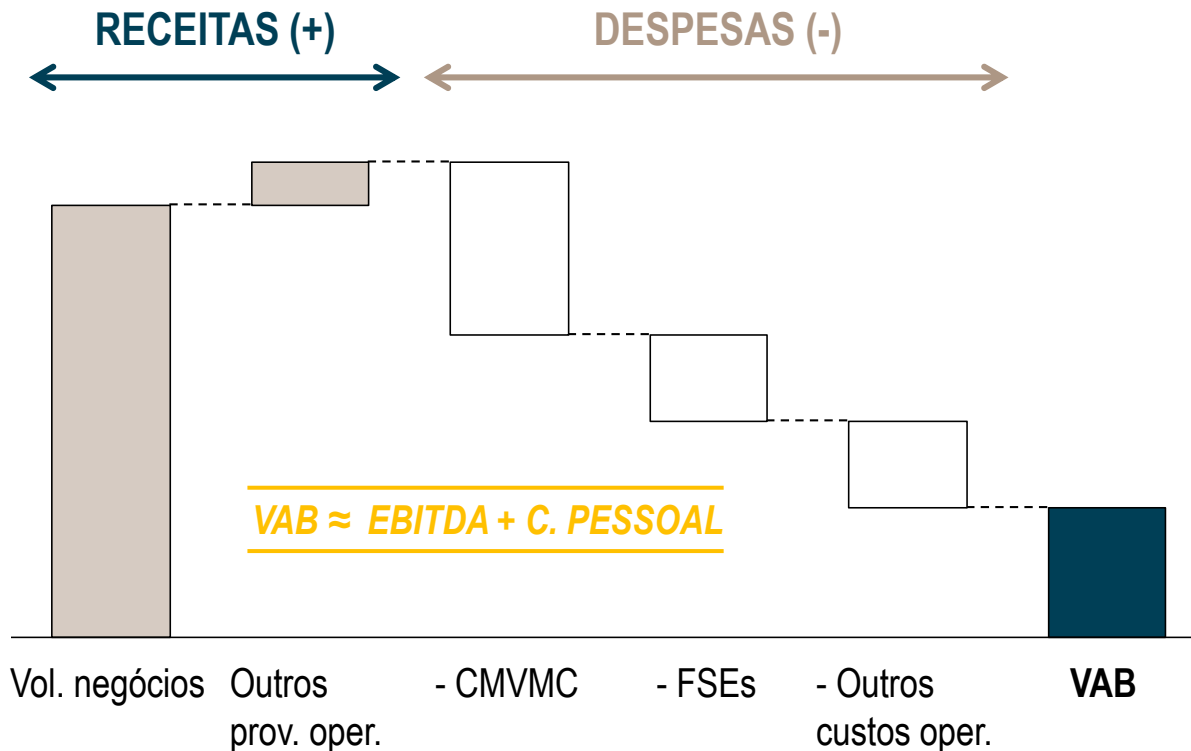 RECEITAS (+)
DESPESAS (-)
VAB ≈ EBITDA + C. PESSOAL
Vol. negócios
Outros
prov. oper.
- CMVMC
- FSEs
- Outros
custos oper.
VAB